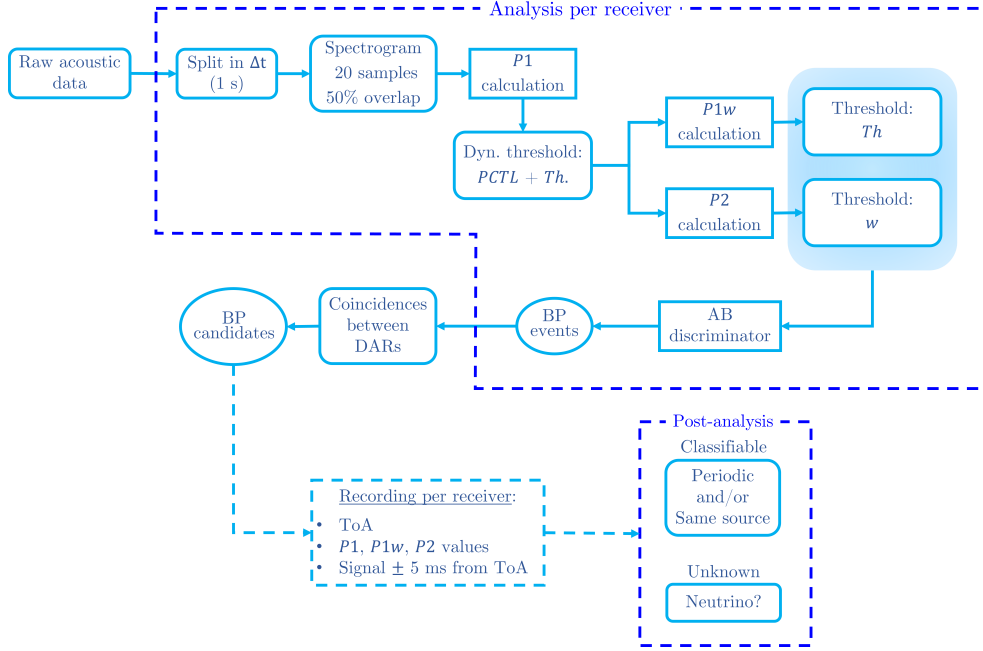 Analysis per receiver
Raw acoustic
data
Split in Δt
(1 s)
Spectrogram
20 samples
50% overlap
P1
calculation
Dyn. threshold:
PCTL + Th.
P1w
calculation
Threshold:
Th
P2
calculation
Threshold:
w
BP
candidates
Coincidences
between
DARs
BP
events
AB
discriminator
Recording per receiver:
• ToA
• P1, P1w, P2 values
• Signal ± 5 ms from ToA
Post-analysis
Classifiable
Periodic
and/or
Same source
Unknown
Neutrino?